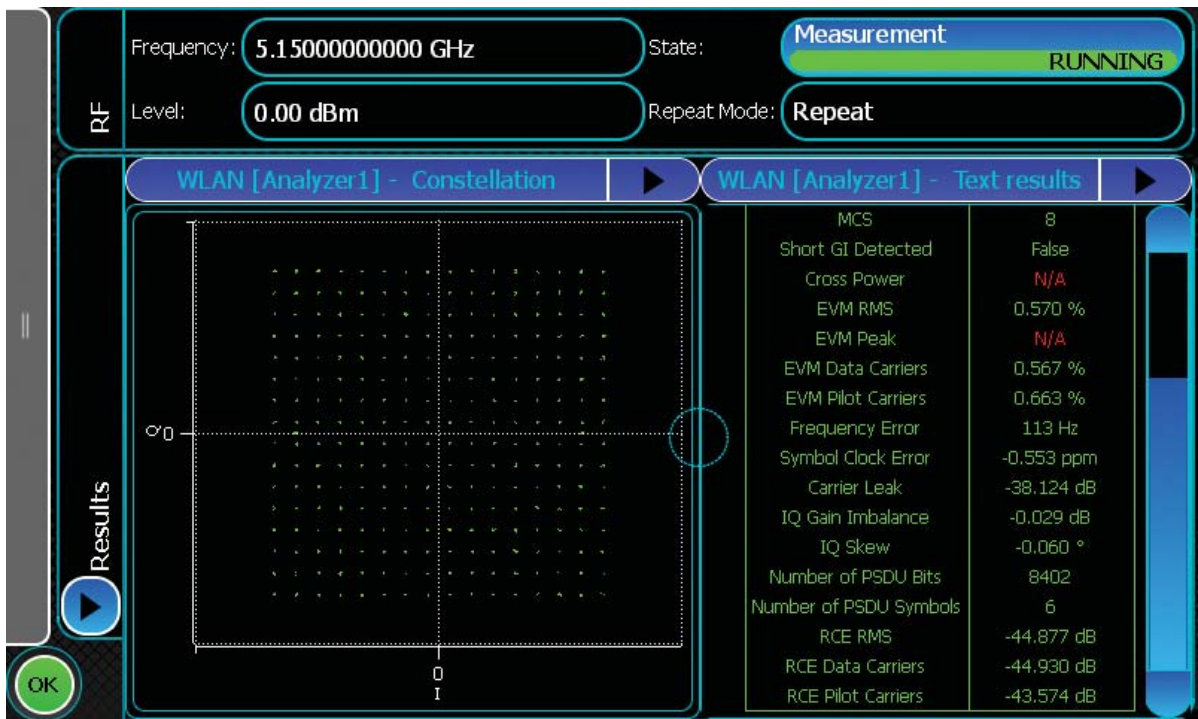 Frequency: 5.15000000000 GHz State: Measurement
RUNNING
RF
Level: 0.00 dBm Repeat Mode: Repeat
WLAN [Analyzer1] - Constellation
WLAN [Analyzer1] - Text results
MCS 8
Short GI Detected False
Cross Power N/A
EVM RMS 0.570 %
EVM Peak N/A
EVM Data Carriers 0.567 %
EVM Pilot Carriers 0.663 %
Frequency Error 113 Hz
Symbol Clock Error -0.553 ppm
Carrier Leak -38.124 dB
IQ Gain Imbalance -0.029 dB
IQ Skew -0.060 °
Number of PSDU Bits 8402
Number of PSDU Symbols 6
RCE RMS -44.877 dB
RCE Data Carriers -44.930 dB
RCE Pilot Carriers -43.574 dB
Q 0
0
I
Results
OK